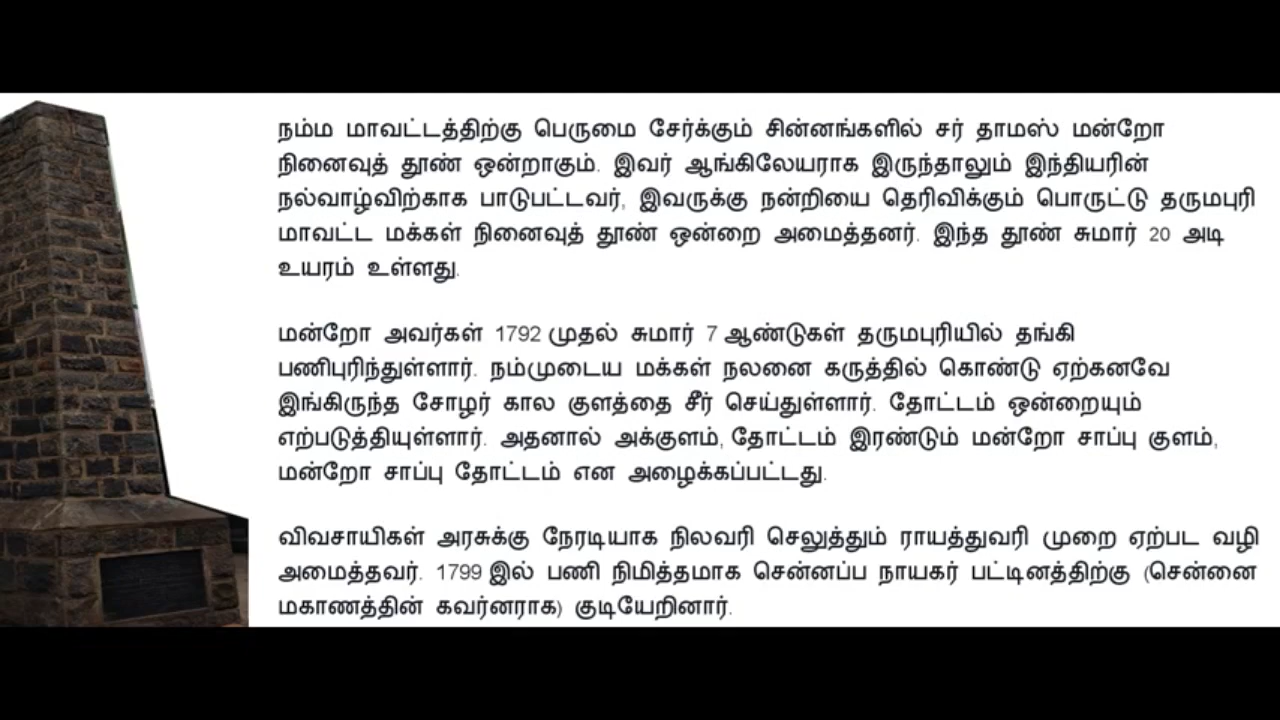 நம்ம மாவட்டத்திற்கு பெருமை சேர்க்கும் சின்னங்களில் சர் தாமஸ் மன்றோ
நினைவுத் தூண் ஒன்றாகும். இவர் ஆங்கிலேயராக இருந்தாலும் இந்தியரின்
நல்வாழ்விற்காக பாடுபட்டவர், இவருக்கு நன்றியை தெரிவிக்கும் பொருட்டு தருமபுரி
மாவட்ட மக்கள் நினைவுத் தூண் ஒன்றை அமைத்தனர். இந்த தூண் சுமார் 20 அடி
உயரம் உள்ளது.
மன்றோ அவர்கள் 1792 முதல் சுமார் 7 ஆண்டுகள் தருமபுரியில் தங்கி
பணிபுரிந்துள்ளார். நம்முடைய மக்கள் நலனை கருத்தில் கொண்டு ஏற்கனவே
இங்கிருந்த சோழர் கால குளத்தை சீர் செய்துள்ளார். தோட்டம் ஒன்றையும்
எற்படுத்தியுள்ளார். அதனால் அக்குளம், தோட்டம் இரண்டும் மன்றோ சாப்பு குளம்,
மன்றோ சாப்பு தோட்டம் என அழைக்கப்பட்டது.
விவசாயிகள் அரசுக்கு நேரடியாக நிலவரி செலுத்தும் ராயத்துவரி முறை ஏற்பட வழி
அமைத்தவர். 1799 இல் பணி நிமித்தமாக சென்னப்ப நாயகர் பட்டினத்திற்கு (சென்னை
மகாணத்தின் கவர்னராக) குடியேறினார்.